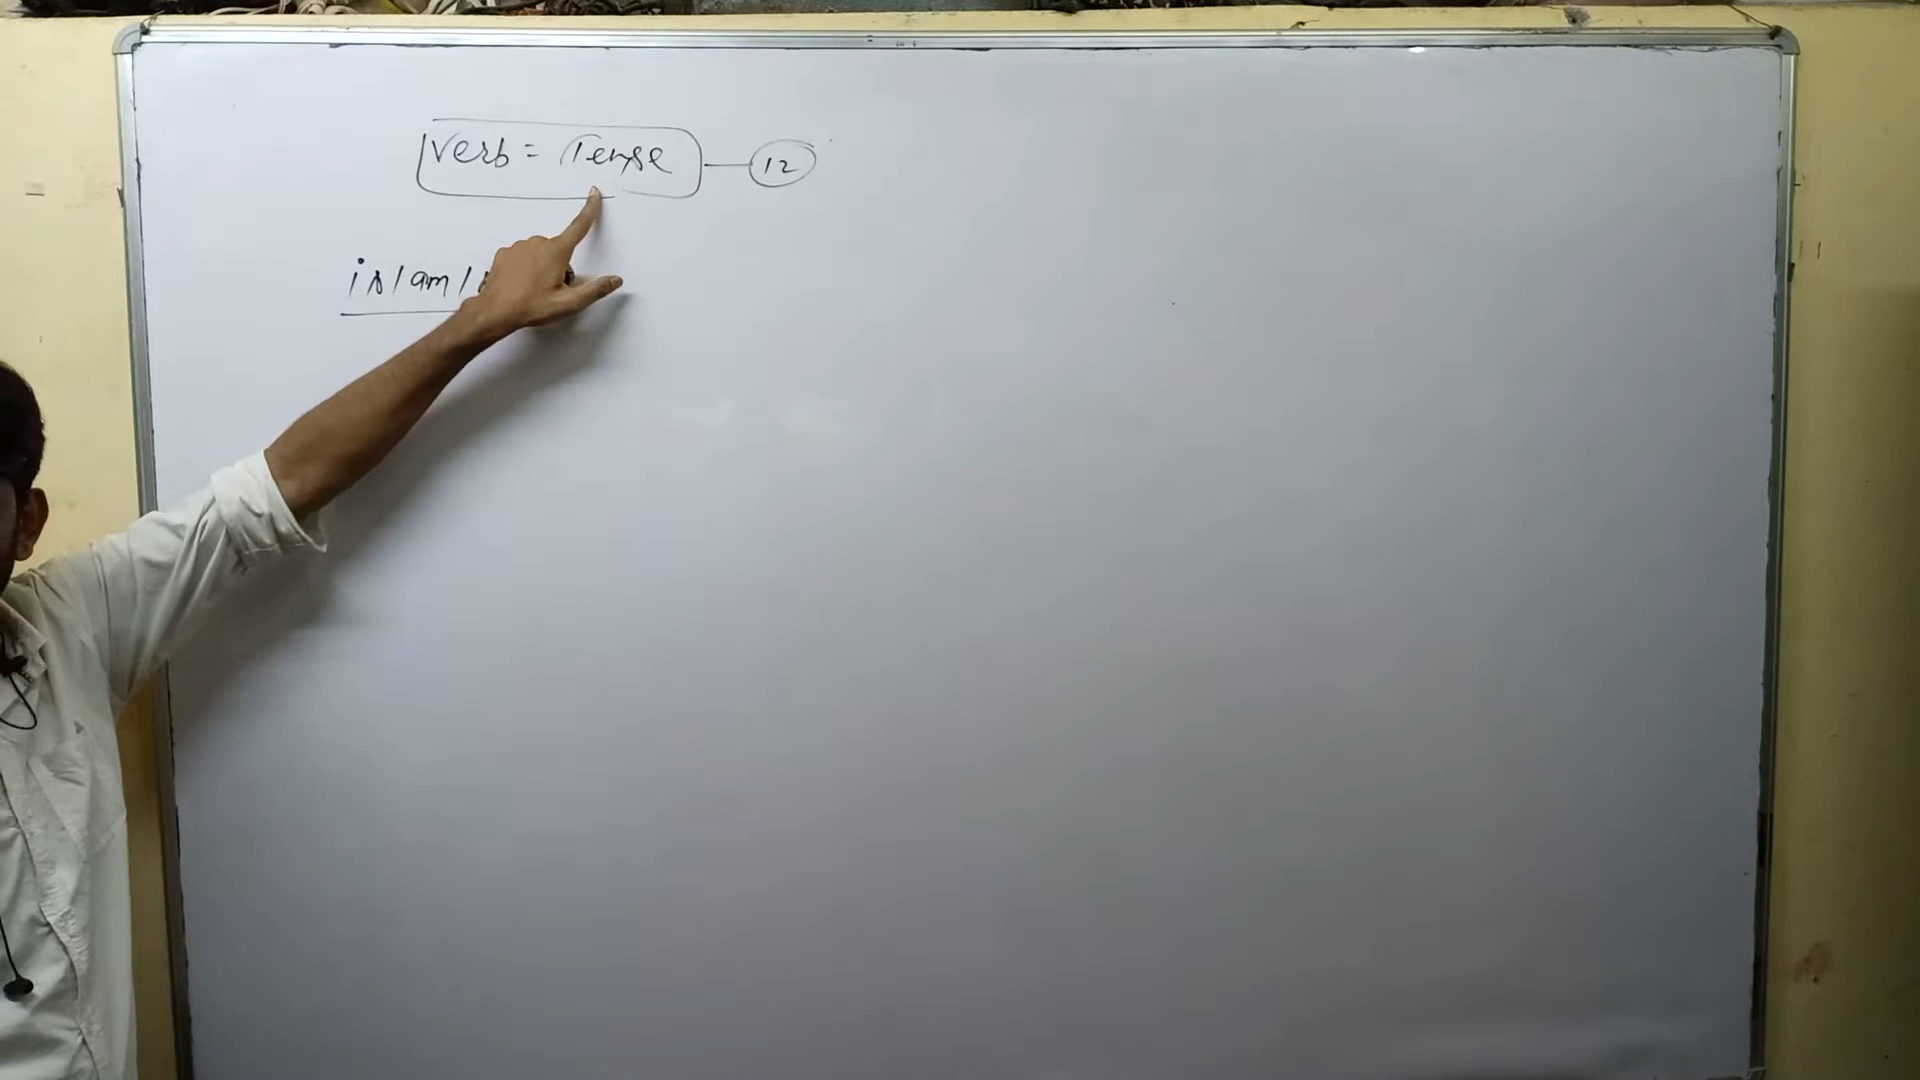 Verb = Tense — 12
is / am /